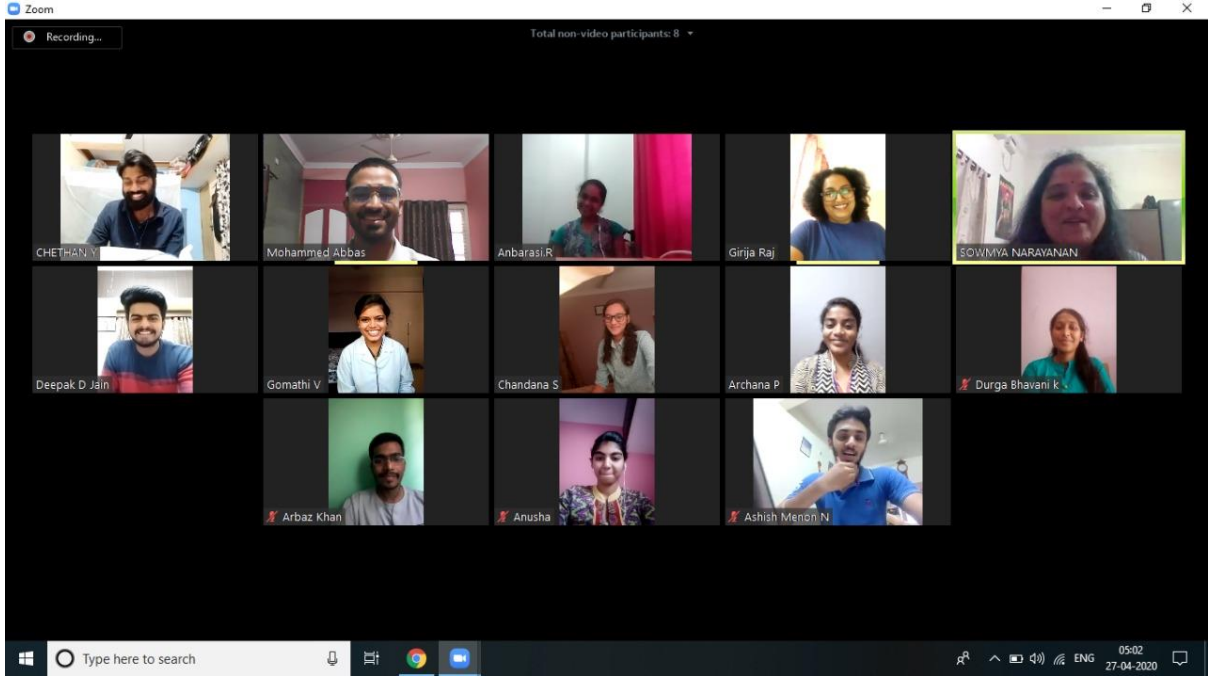 Zoom
Recording...
Total non-video participants: 8
CHETHAN Y
Mohammed Abbas
Anbarasi.R
Girija Raj
SOWMYA NARAYANAN
Deepak D Jain
Gomathi V
Chandana S
Archana P
Durga Bhavani k
Arbaz Khan
Anusha
Ashish Menon N
Type here to search
ENG
05:02
27-04-2020